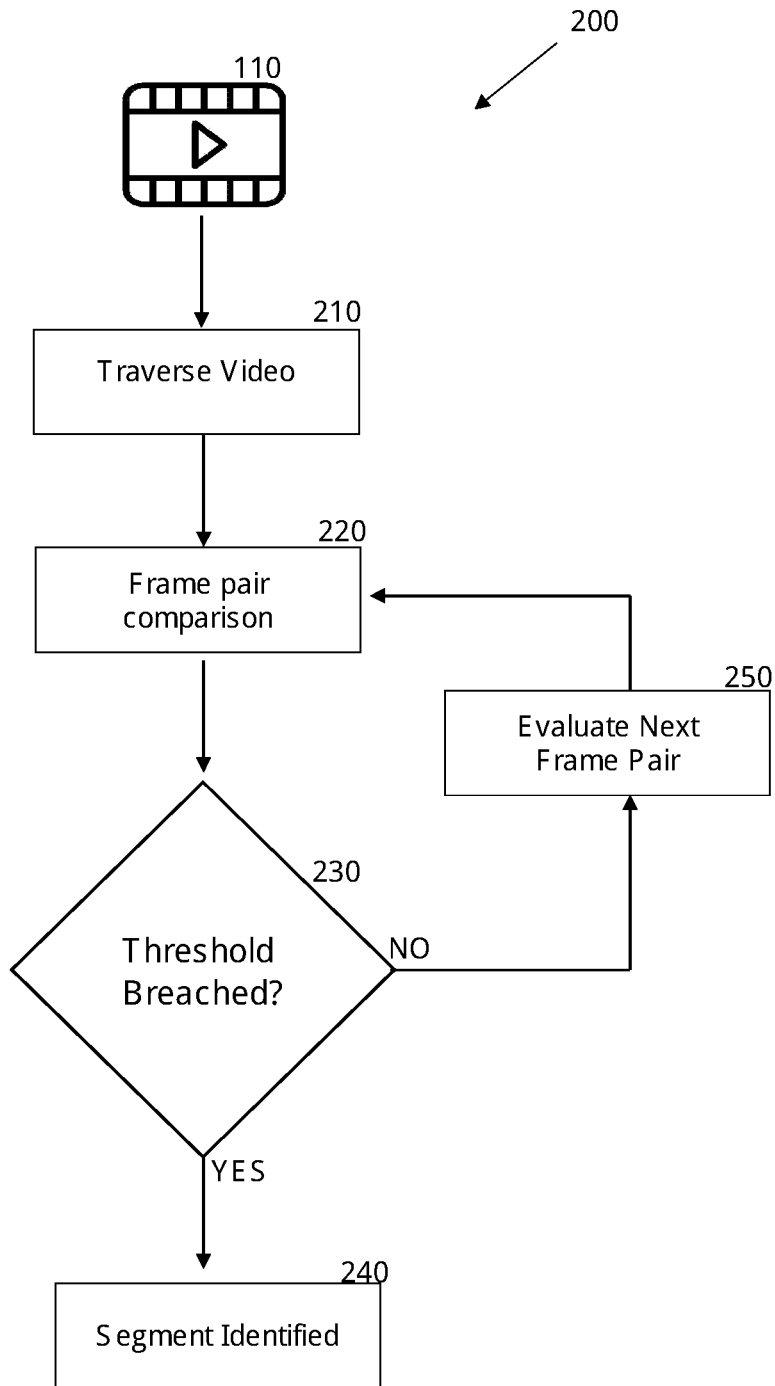 200
110
210
Traverse Video
220
Frame pair
comparison
250
Evaluate Next
Frame Pair
230
Threshold
Breached?
NO
YES
240
Segment Identified